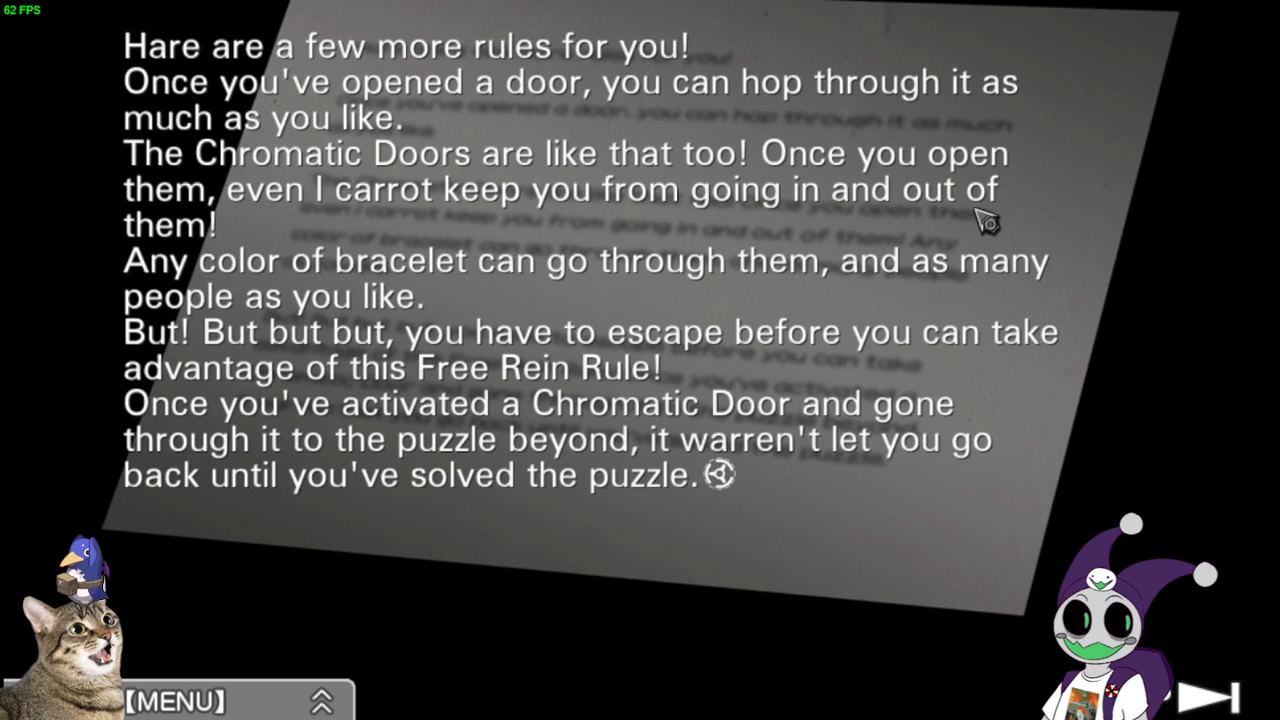 62 FPS
Hare are a few more rules for you!
Once you've opened a door, you can hop through it as
much as you like.
The Chromatic Doors are like that too! Once you open
them, even I carrot keep you from going in and out of
them!
Any color of bracelet can go through them, and as many
people as you like.
But! But but but, you have to escape before you can take
advantage of this Free Rein Rule!
Once you've activated a Chromatic Door and gone
through it to the puzzle beyond, it warren't let you go
back until you've solved the puzzle.
【MENU】